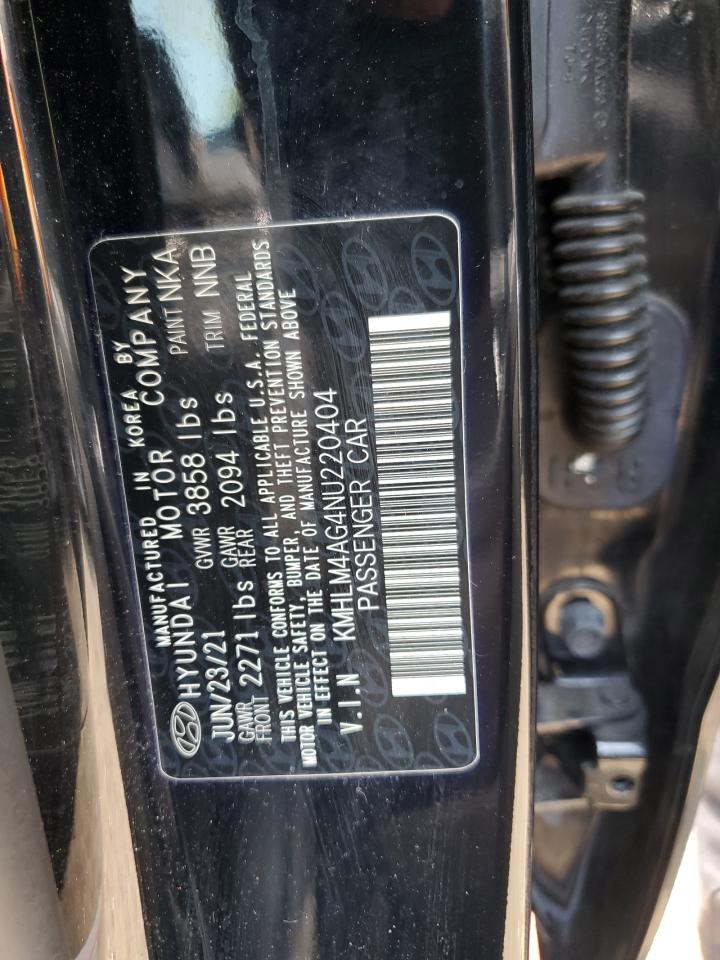 MANUFACTURED IN KOREA BY
HYUNDAI MOTOR COMPANY
JUN/23/21 GVWR 3858 lbs PAINT NKA
GAWR FRONT 2271 lbs GAWR REAR 2094 lbs TRIM NNB
THIS VEHICLE CONFORMS TO ALL APPLICABLE U.S.A. FEDERAL
MOTOR VEHICLE SAFETY, BUMPER, AND THEFT PREVENTION STANDARDS
IN EFFECT ON THE DATE OF MANUFACTURE SHOWN ABOVE
V.I.N KMHLM4AG4NU220404
PASSENGER CAR